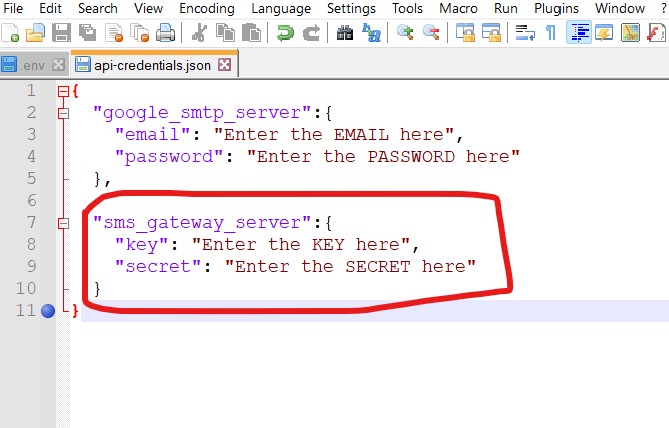 File Search View Encoding Language Settings Tools Macro Run Plugins Window ?
.env api-credentials.json
1 {
2 "google_smtp_server":{
3 "email": "Enter the EMAIL here",
4 "password": "Enter the PASSWORD here"
5 },
6
7 "sms_gateway_server":{
8 "key": "Enter the KEY here",
9 "secret": "Enter the SECRET here"
10 }
11 }